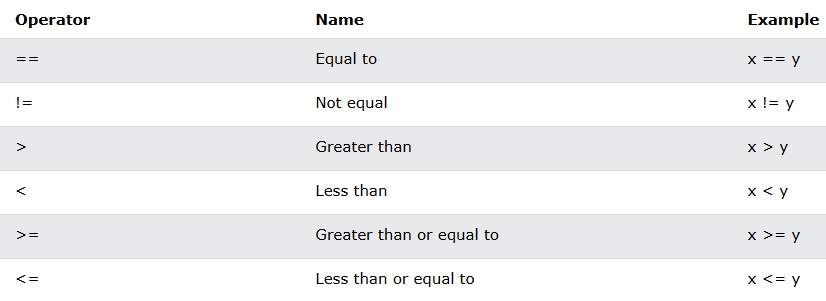 Operator Name Example
== Equal to x == y
!= Not equal x != y
> Greater than x > y
< Less than x < y
>= Greater than or equal to x >= y
<= Less than or equal to x <= y